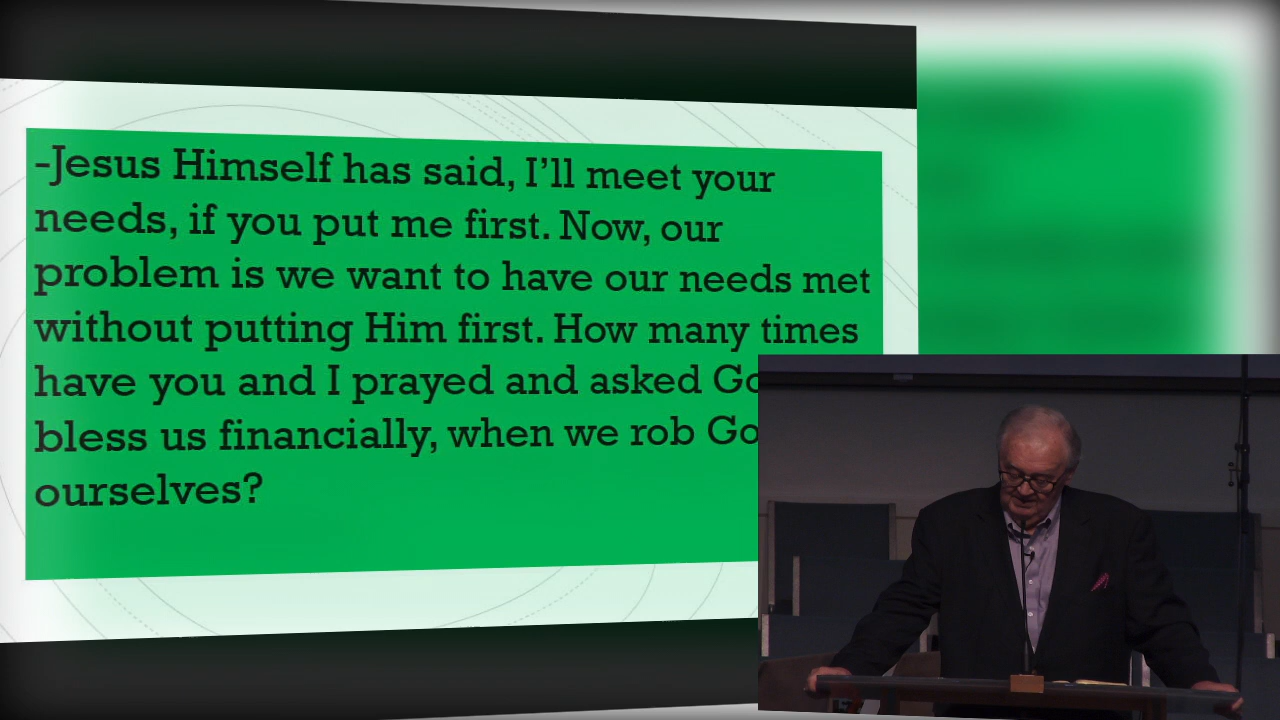 -Jesus Himself has said, I’ll meet your
needs, if you put me first. Now, our
problem is we want to have our needs met
without putting Him first. How many times
have you and I prayed and asked
bless us financially, when we rob
ourselves?